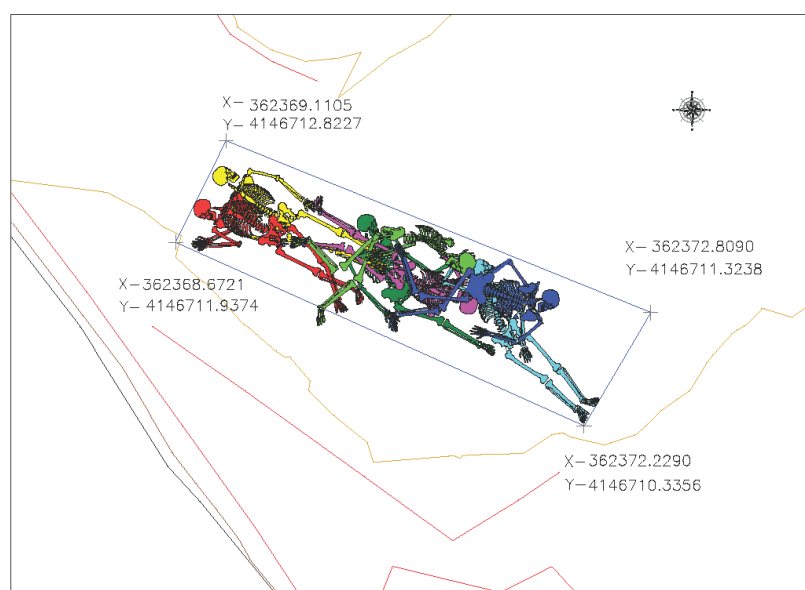 X- 362369.1105
Y- 4146712.8227
X-362372.8090
Y-4146711.3238
X-362368.6721
Y- 4146711.9374
X-362372.2290
Y-4146710.3356